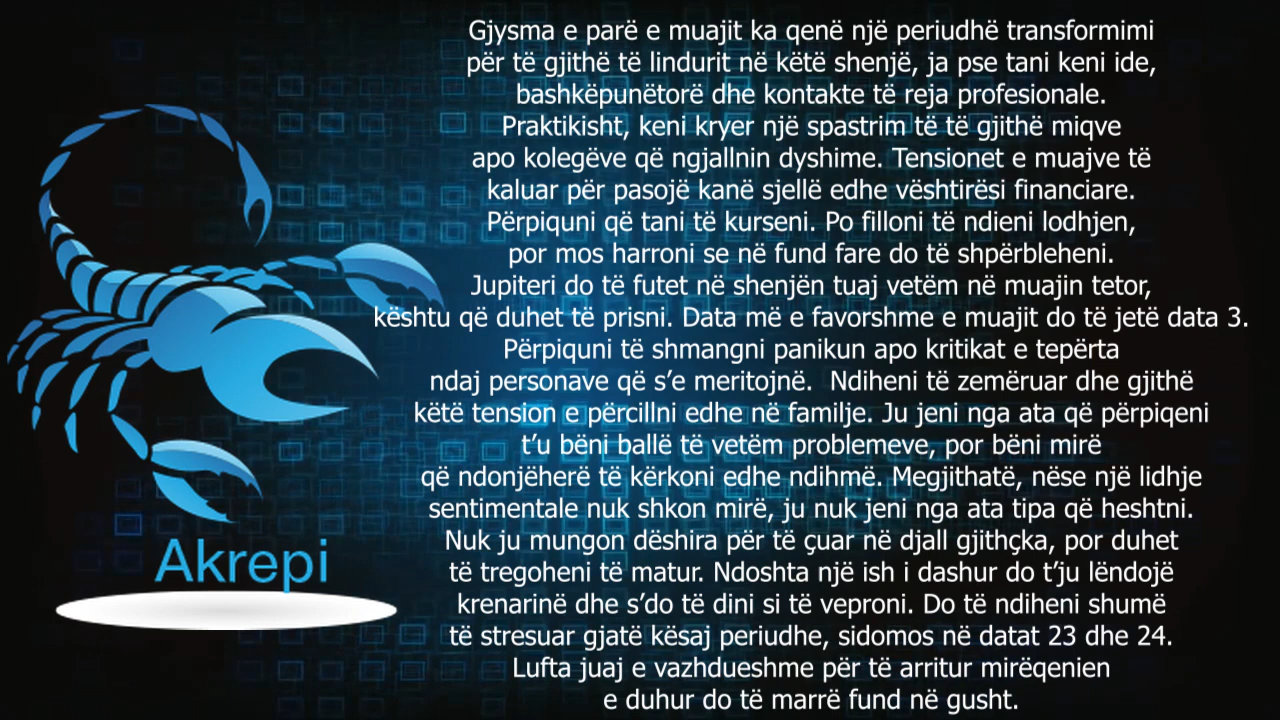 Gjysma e parë e muajit ka qenë një periudhë transformimi
për të gjithë të lindurit në këtë shenjë, ja pse tani keni ide,
bashkëpunëtorë dhe kontakte të reja profesionale.
Praktikisht, keni kryer një spastrim të të gjithë miqve
apo kolegëve që ngjallnin dyshime. Tensionet e muajve të
kaluar për pasojë kanë sjellë edhe vështirësi financiare.
Përpiquni që tani të kurseni. Po filloni të ndieni lodhjen,
por mos harroni se në fund fare do të shpërbleheni.
Jupiteri do të futet në shenjën tuaj vetëm në muajin tetor,
kështu që duhet të prisni. Data më e favorshme e muajit do të jetë data 3.
Përpiquni të shmangni panikun apo kritikat e tepërta
ndaj personave që s’e meritojnë.  Ndiheni të zemëruar dhe gjithë
këtë tension e përcillni edhe në familje. Ju jeni nga ata që përpiqeni
t’u bëni ballë të vetëm problemeve, por bëni mirë
që ndonjëherë të kërkoni edhe ndihmë. Megjithatë, nëse një lidhje
sentimentale nuk shkon mirë, ju nuk jeni nga ata tipa që heshtni.
Nuk ju mungon dëshira për të çuar në djall gjithçka, por duhet
të tregoheni të matur. Ndoshta një ish i dashur do t’ju lëndojë
krenarinë dhe s’do të dini si të veproni. Do të ndiheni shumë
të stresuar gjatë kësaj periudhe, sidomos në datat 23 dhe 24.
Lufta juaj e vazhdueshme për të arritur mirëqenien
e duhur do të marrë fund në gusht.
Akrepi